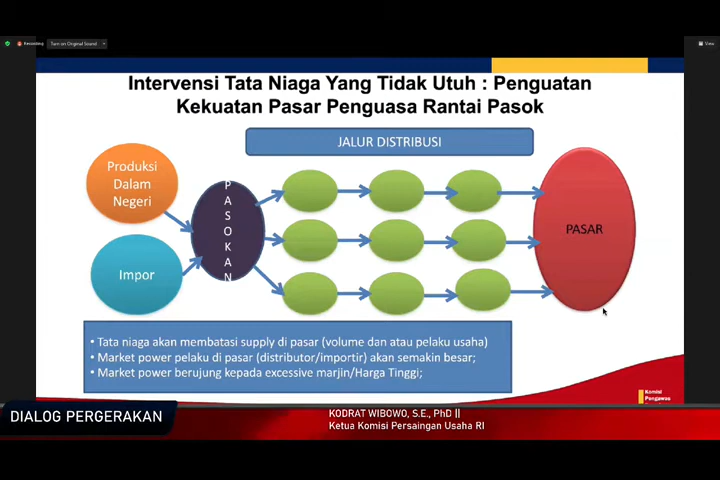 Recording
Turn on Original Sound
View
Intervensi Tata Niaga Yang Tidak Utuh : Penguatan
Kekuatan Pasar Penguasa Rantai Pasok
JALUR DISTRIBUSI
Produksi
Dalam
Negeri
PASOKAN
Impor
PASAR
• Tata niaga akan membatasi supply di pasar (volume dan atau pelaku usaha)
• Market power pelaku di pasar (distributor/importir) akan semakin besar;
• Market power berujung kepada excessive marjin/Harga Tinggi;
Komisi
Pengawas
DIALOG PERGERAKAN
KODRAT WIBOWO, S.E., PhD ||
Ketua Komisi Persaingan Usaha RI